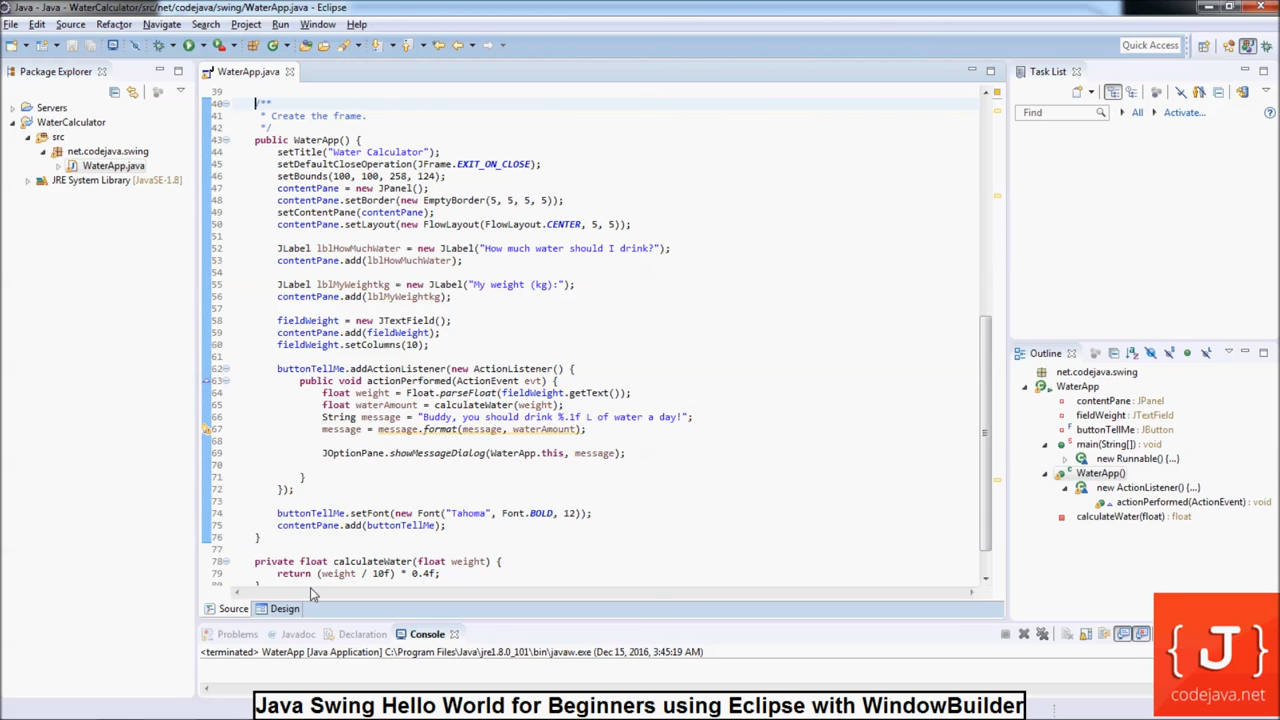 Java - Java - WaterCalculator/src/net/codejava/swing/WaterApp.java - Eclipse
File Edit Source Refactor Navigate Search Project Run Window Help
Quick Access
Package Explorer
Servers
WaterCalculator
src
net.codejava.swing
WaterApp.java
JRE System Library [JavaSE-1.8]
WaterApp.java
39
40 /**
41 * Create the frame.
42 */
43 public WaterApp() {
44 setTitle("Water Calculator");
45 setDefaultCloseOperation(JFrame.EXIT_ON_CLOSE);
46 setBounds(100, 100, 258, 124);
47 contentPane = new JPanel();
48 contentPane.setBorder(new EmptyBorder(5, 5, 5, 5));
49 setContentPane(contentPane);
50 contentPane.setLayout(new FlowLayout(FlowLayout.CENTER, 5, 5));
51
52 JLabel lblHowMuchWater = new JLabel("How much water should I drink?");
53 contentPane.add(lblHowMuchWater);
54
55 JLabel lblMyWeightkg = new JLabel("My weight (kg):");
56 contentPane.add(lblMyWeightkg);
57
58 fieldWeight = new JTextField();
59 contentPane.add(fieldWeight);
60 fieldWeight.setColumns(10);
61
62 buttonTellMe.addActionListener(new ActionListener() {
63 public void actionPerformed(ActionEvent evt) {
64 float weight = Float.parseFloat(fieldWeight.getText());
65 float waterAmount = calculateWater(weight);
66 String message = "Buddy, you should drink %.1f L of water a day!";
67 message = message.format(message, waterAmount);
68
69 JOptionPane.showMessageDialog(WaterApp.this, message);
70
71 }
72 });
73
74 buttonTellMe.setFont(new Font("Tahoma", Font.BOLD, 12));
75 contentPane.add(buttonTellMe);
76 }
77
78 private float calculateWater(float weight) {
79 return (weight / 10f) * 0.4f;
80 }
Source Design
Task List
Find All Activate...
Outline
net.codejava.swing
WaterApp
contentPane : JPanel
fieldWeight : JTextField
buttonTellMe : JButton
main(String[]) : void
new Runnable() {...}
WaterApp()
new ActionListener() {...}
actionPerformed(ActionEvent) : void
calculateWater(float) : float
Problems Javadoc Declaration Console
<terminated> WaterApp [Java Application] C:\Program Files\Java\jre1.8.0_101\bin\javaw.exe (Dec 15, 2016, 3:45:19 AM)
{ J }
codejava.net
Java Swing Hello World for Beginners using Eclipse with WindowBuilder